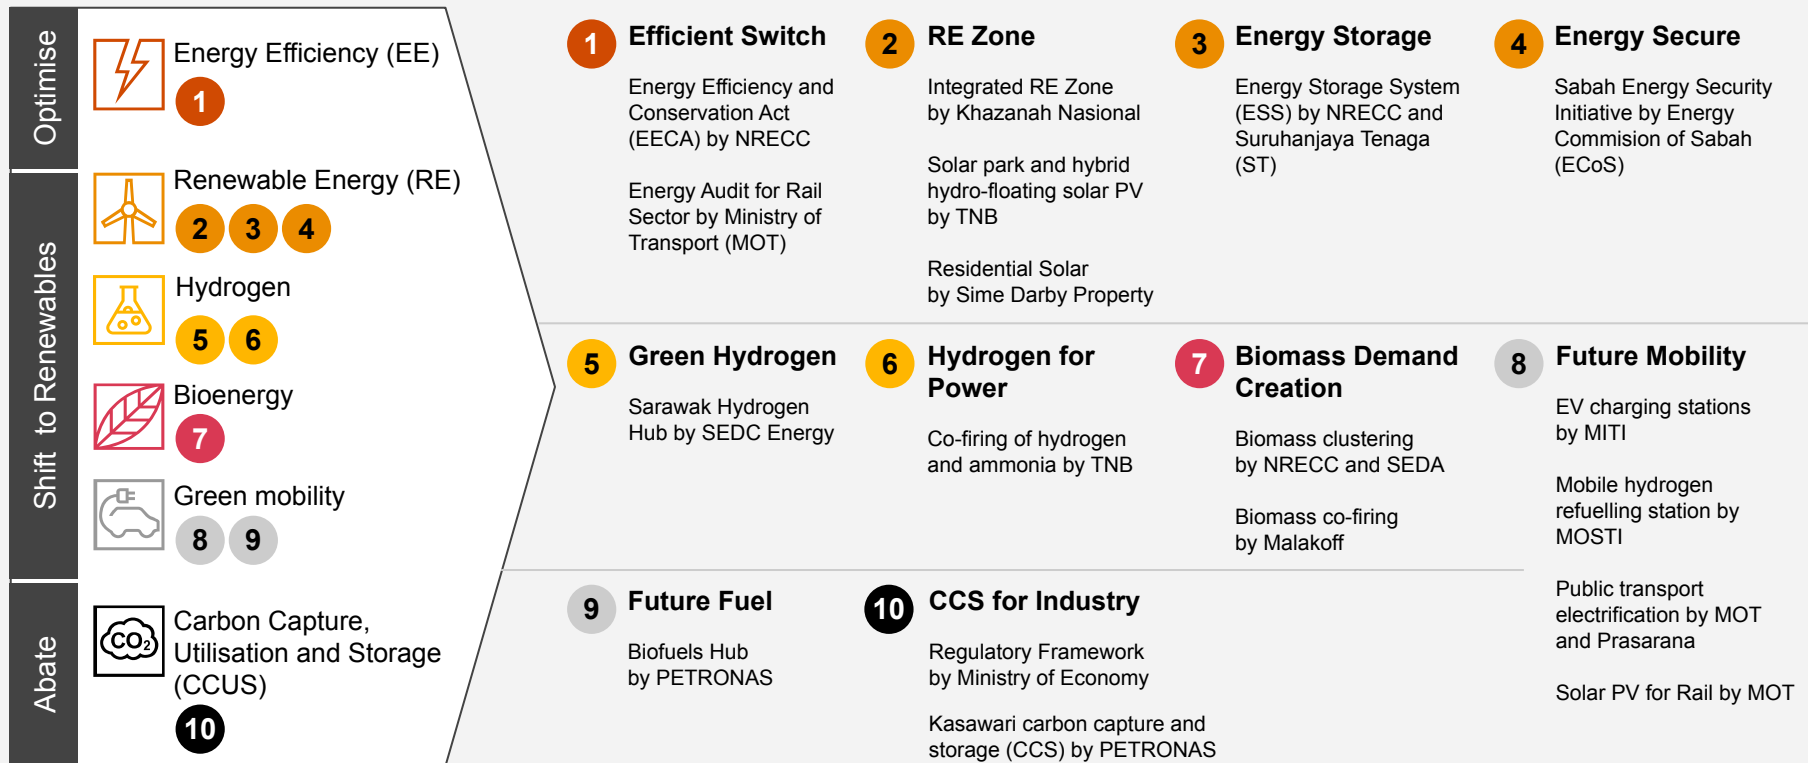 Optimise
Energy Efficiency (EE)
1
Shift to Renewables
Renewable Energy (RE)
2 3 4
Hydrogen
5 6
Bioenergy
7
Green mobility
8 9
Abate
CO2
Carbon Capture,
Utilisation and Storage
(CCUS)
10
1 Efficient Switch
Energy Efficiency and
Conservation Act
(EECA) by NRECC
Energy Audit for Rail
Sector by Ministry of
Transport (MOT)
2 RE Zone
Integrated RE Zone
by Khazanah Nasional
Solar park and hybrid
hydro-floating solar PV
by TNB
Residential Solar
by Sime Darby Property
3 Energy Storage
Energy Storage System
(ESS) by NRECC and
Suruhanjaya Tenaga
(ST)
4 Energy Secure
Sabah Energy Security
Initiative by Energy
Commision of Sabah
(ECoS)
5 Green Hydrogen
Sarawak Hydrogen
Hub by SEDC Energy
6 Hydrogen for
Power
Co-firing of hydrogen
and ammonia by TNB
7 Biomass Demand
Creation
Biomass clustering
by NRECC and SEDA
Biomass co-firing
by Malakoff
8 Future Mobility
EV charging stations
by MITI
Mobile hydrogen
refuelling station by
MOSTI
Public transport
electrification by MOT
and Prasarana
Solar PV for Rail by MOT
9 Future Fuel
Biofuels Hub
by PETRONAS
10 CCS for Industry
Regulatory Framework
by Ministry of Economy
Kasawari carbon capture and
storage (CCS) by PETRONAS